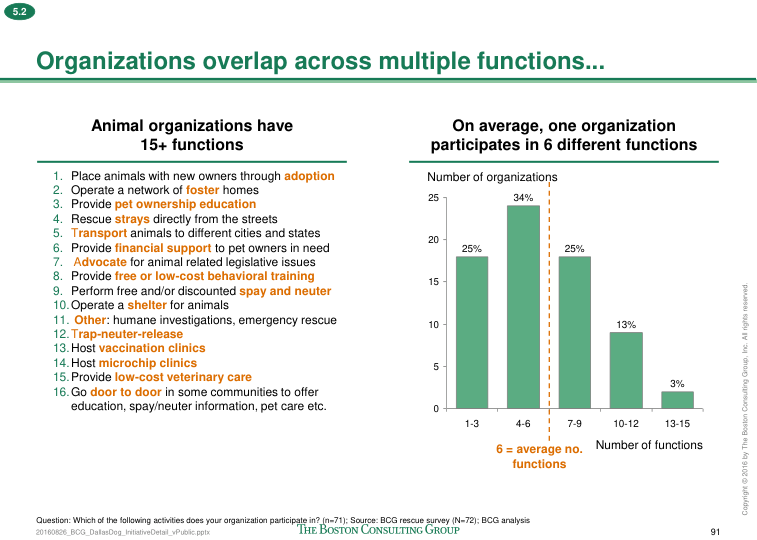 5.2
Organizations overlap across multiple functions...
Animal organizations have
15+ functions
1. Place animals with new owners through adoption
2. Operate a network of foster homes
3. Provide pet ownership education
4. Rescue strays directly from the streets
5. Transport animals to different cities and states
6. Provide financial support to pet owners in need
7. Advocate for animal related legislative issues
8. Provide free or low-cost behavioral training
9. Perform free and/or discounted spay and neuter
10. Operate a shelter for animals
11. Other: humane investigations, emergency rescue
12. Trap-neuter-release
13. Host vaccination clinics
14. Host microchip clinics
15. Provide low-cost veterinary care
16. Go door to door in some communities to offer
education, spay/neuter information, pet care etc.
On average, one organization
participates in 6 different functions
Number of organizations
25
20
15
10
5
0
25%
34%
25%
13%
3%
1-3 4-6 7-9 10-12 13-15
Number of functions
6 = average no.
functions
Question: Which of the following activities does your organization participate in? (n=71); Source: BCG rescue survey (N=72); BCG analysis
20160826_BCG_DallasDog_InitiativeDetail_vPublic.pptx
THE BOSTON CONSULTING GROUP
91
Copyright © 2016 by The Boston Consulting Group, Inc. All rights reserved.